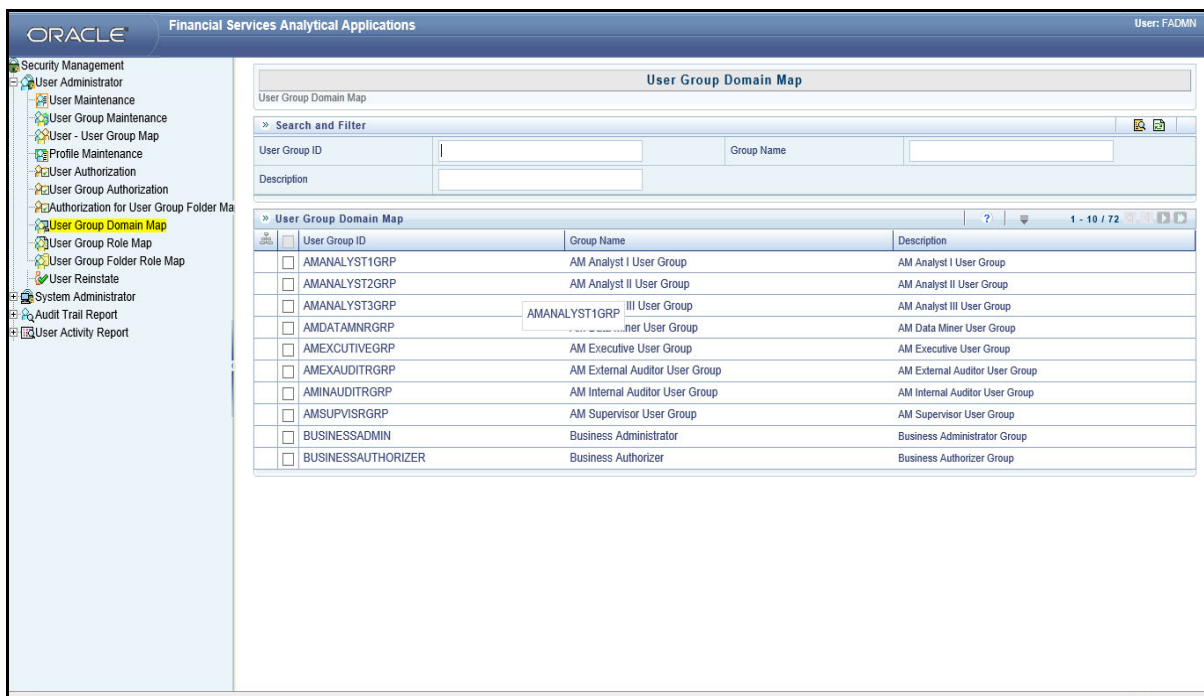 ORACLE
Financial Services Analytical Applications
User: FADMN
Security Management
User Administrator
User Maintenance
User Group Maintenance
User - User Group Map
Profile Maintenance
User Authorization
User Group Authorization
Authorization for User Group Folder Ma
User Group Domain Map
User Group Role Map
User Group Folder Role Map
User Reinstate
System Administrator
Audit Trail Report
User Activity Report
User Group Domain Map
User Group Domain Map
» Search and Filter
User Group ID Group Name
Description
» User Group Domain Map ? 1 - 10 / 72
User Group ID Group Name Description
AMANALYST1GRP AM Analyst I User Group AM Analyst I User Group
AMANALYST2GRP AM Analyst II User Group AM Analyst II User Group
AMANALYST3GRP III User Group AM Analyst III User Group
AMANALYST1GRP
AMDATAMNRGRP User Group AM Data Miner User Group
AMEXCUTIVEGRP AM Executive User Group AM Executive User Group
AMEXAUDITRGRP AM External Auditor User Group AM External Auditor User Group
AMINAUDITRGRP AM Internal Auditor User Group AM Internal Auditor User Group
AMSUPVISRGRP AM Supervisor User Group AM Supervisor User Group
BUSINESSADMIN Business Administrator Business Administrator Group
BUSINESSAUTHORIZER Business Authorizer Business Authorizer Group